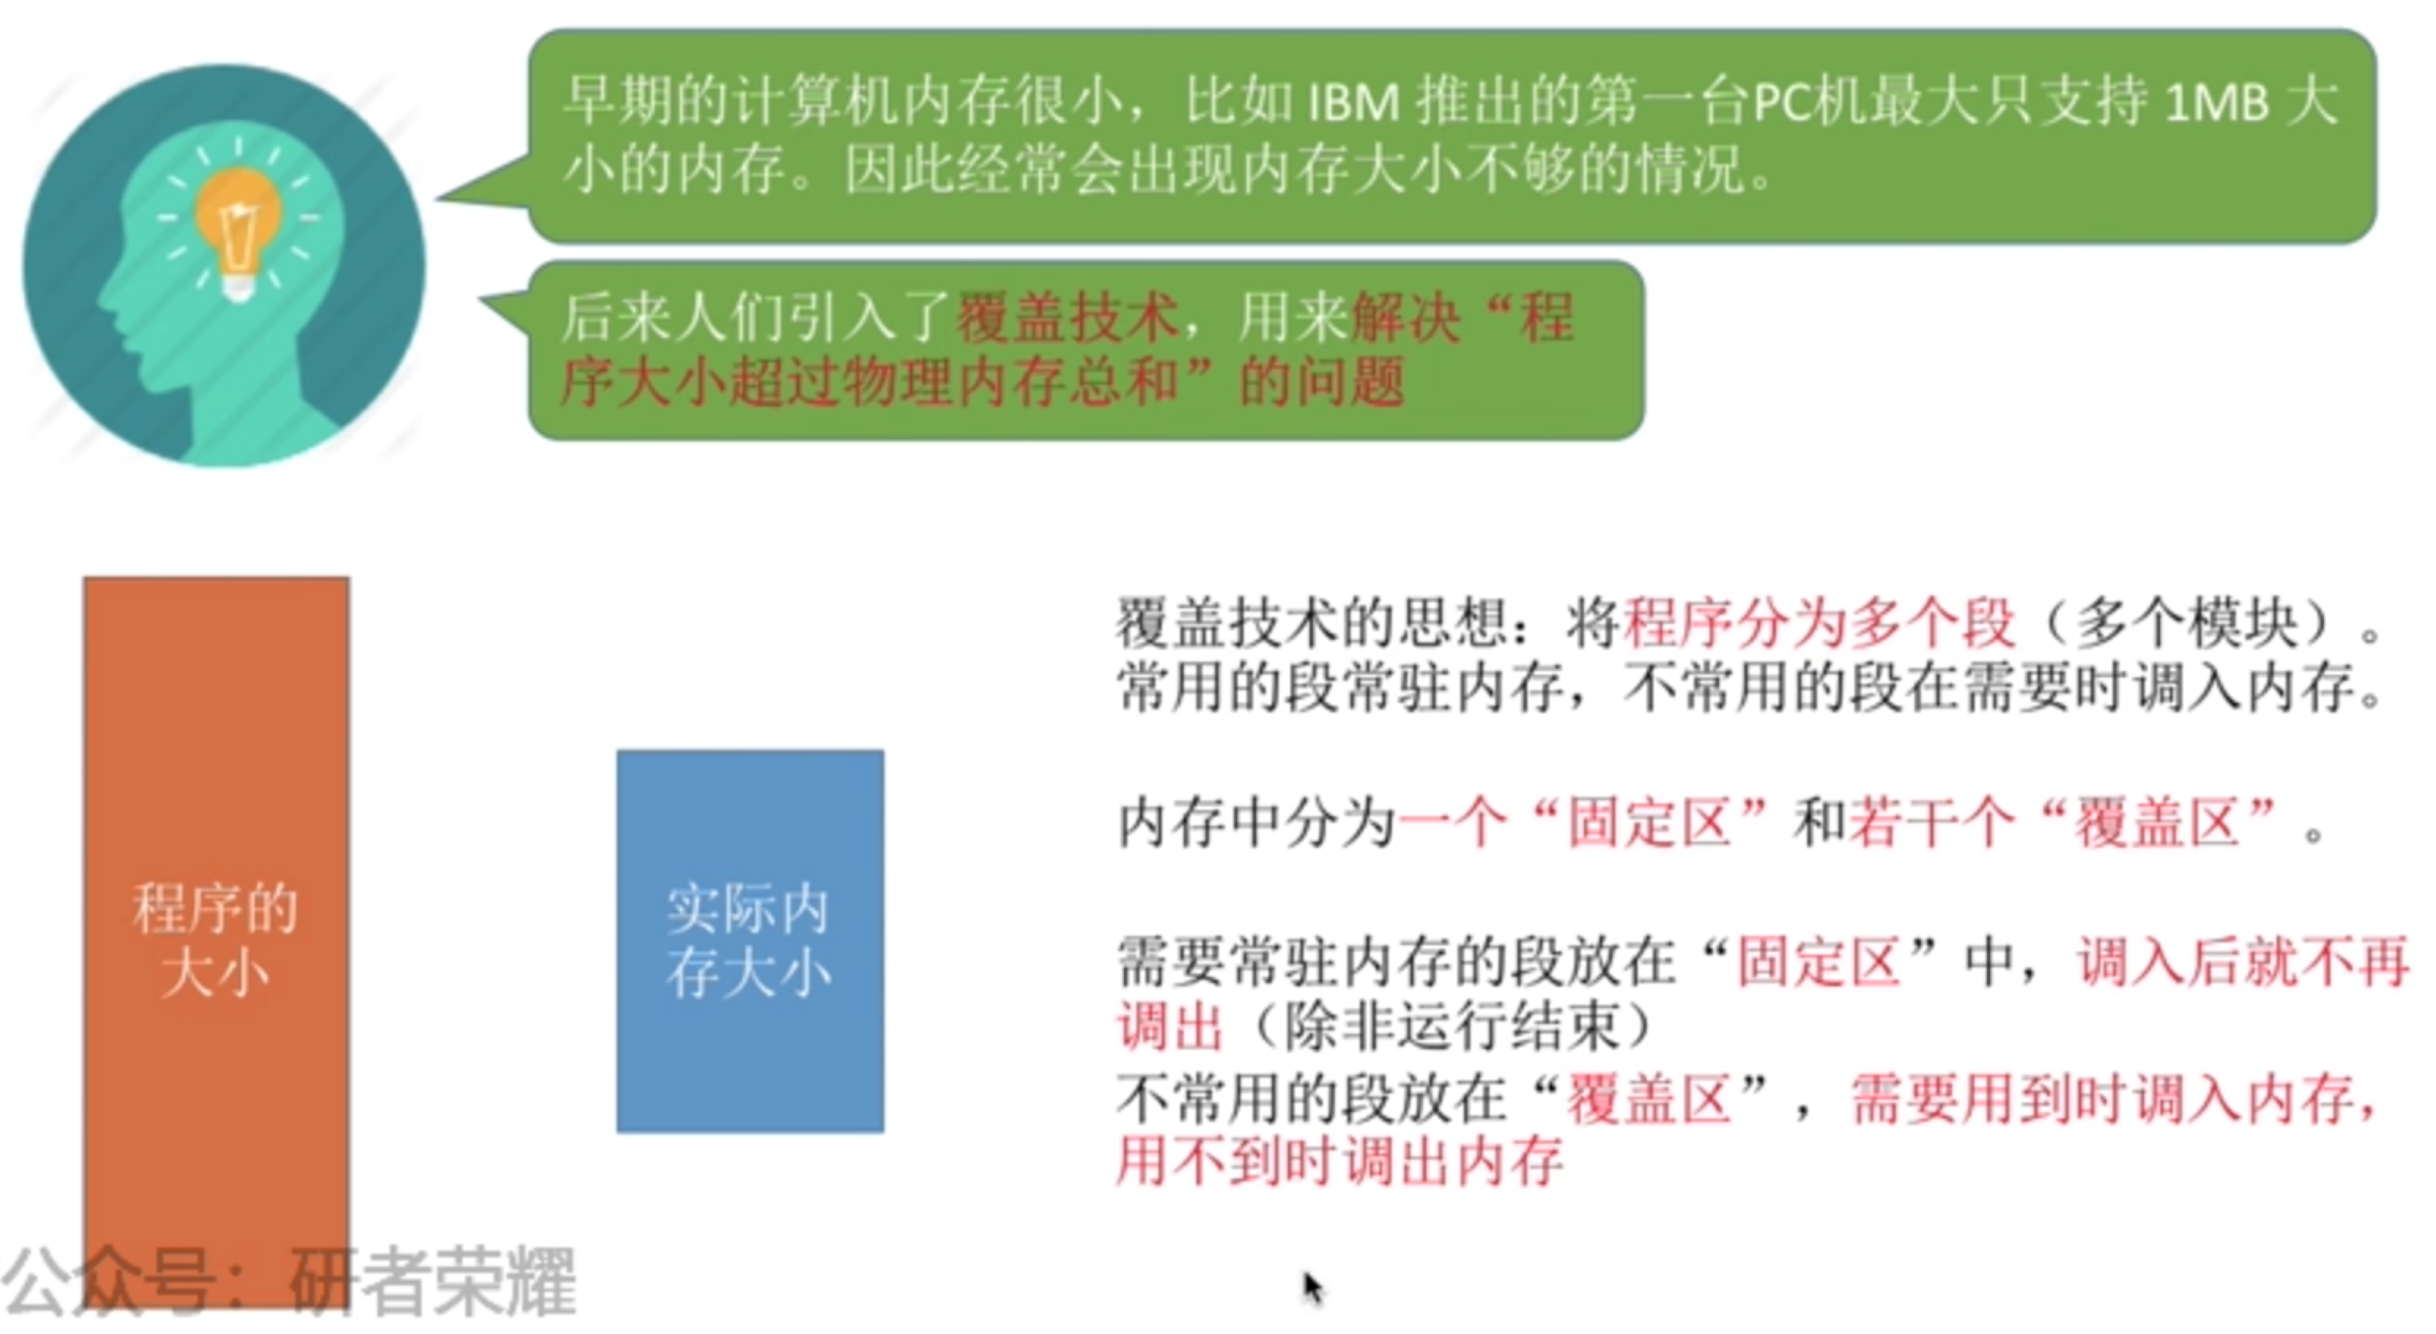 早期的计算机内存很小，比如 IBM 推出的第一台PC机最大只支持 1MB 大
小的内存。因此经常会出现内存大小不够的情况。
后来人们引入了覆盖技术，用来解决“程
序大小超过物理内存总和”的问题
程序的
大小
实际内
存大小
覆盖技术的思想：将程序分为多个段（多个模块）。
常用的段常驻内存，不常用的段在需要时调入内存。
内存中分为一个“固定区”和若干个“覆盖区”。
需要常驻内存的段放在“固定区”中，调入后就不再
调出（除非运行结束）
不常用的段放在“覆盖区”，需要用到时调入内存，
用不到时调出内存
公众号：研者荣耀